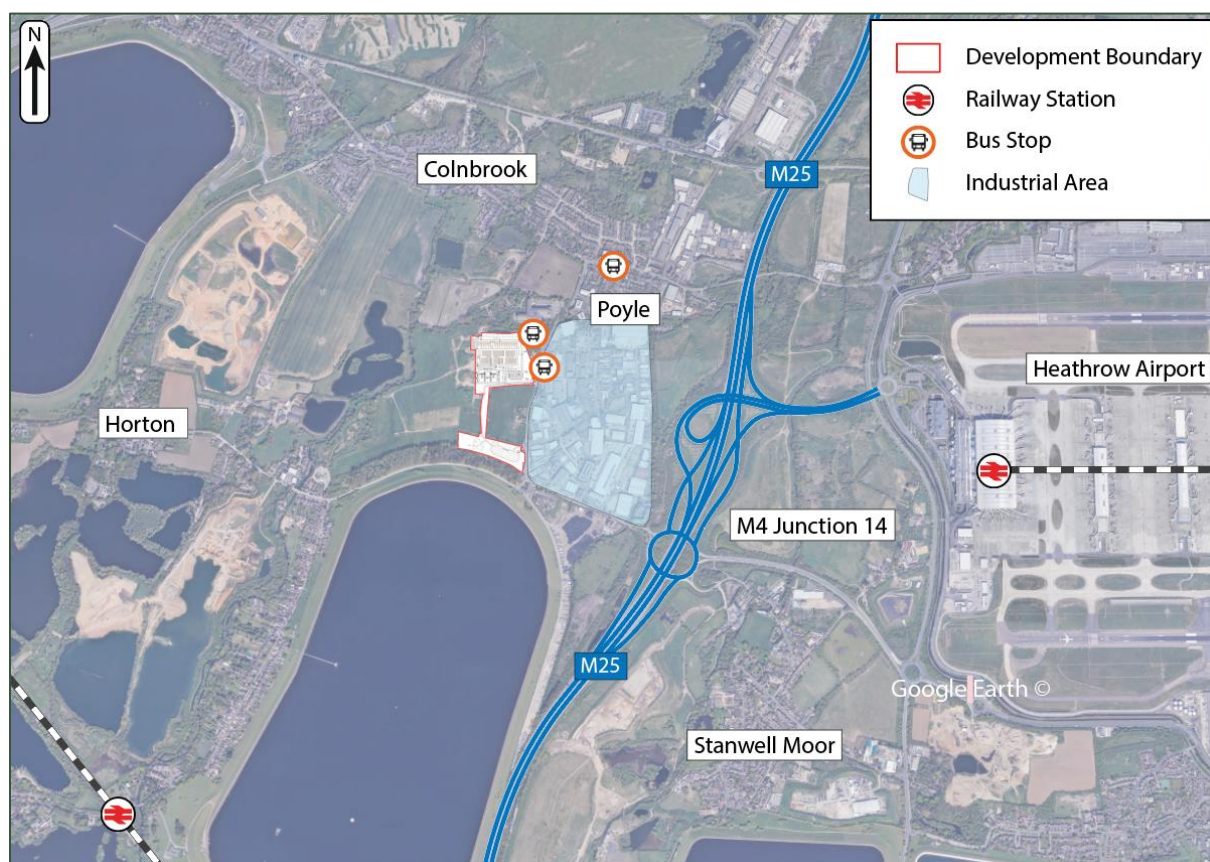 N
Development Boundary
Railway Station
Bus Stop
Industrial Area
M25
Colnbrook
Poyle
Heathrow Airport
Horton
M4 Junction 14
M25
Google Earth ©
Stanwell Moor